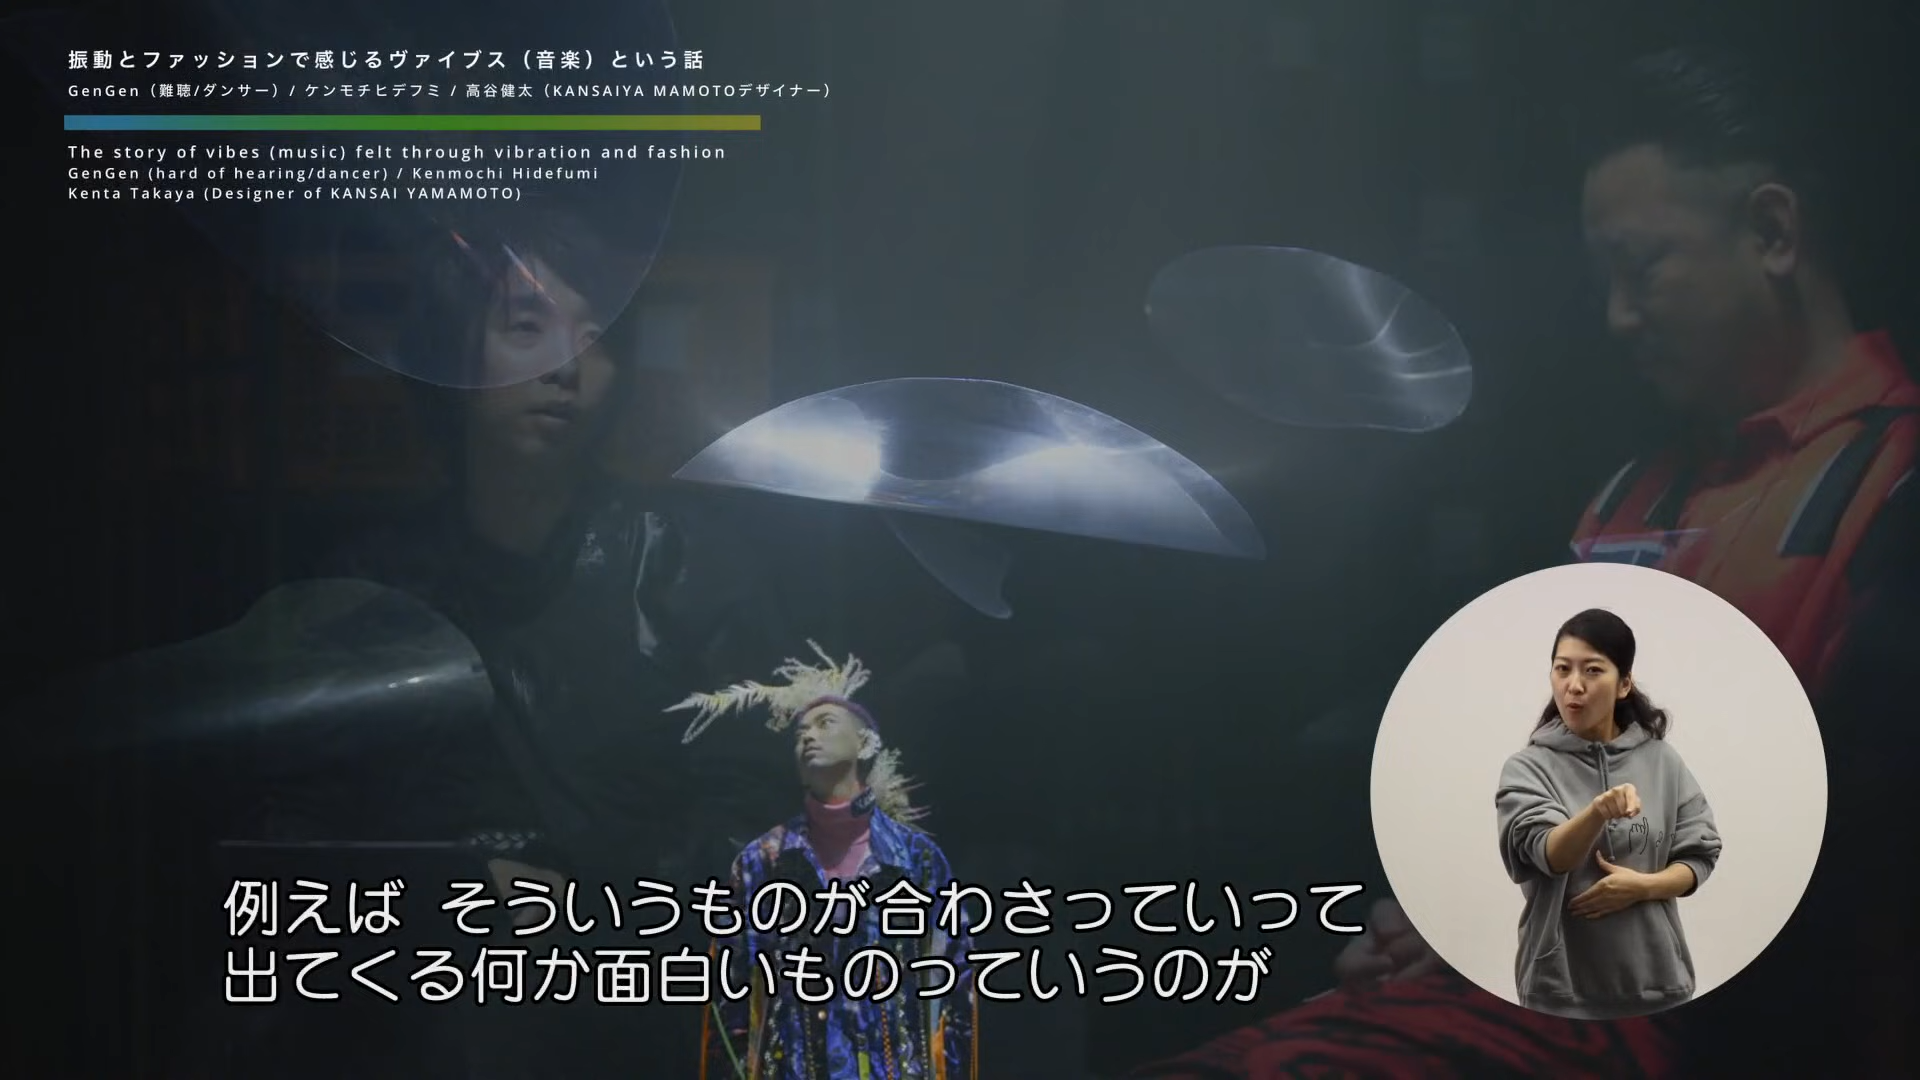 振動とファッションで感じるヴァイブス（音楽）という話
GenGen（難聴/ダンサー）/ ケンモチヒデフミ / 高谷健太（KANSAIYA MAMOTOデザイナー）
The story of vibes (music) felt through vibration and fashion
GenGen (hard of hearing/dancer) / Kenmochi Hidefumi
Kenta Takaya (Designer of KANSAI YAMAMOTO)
例えば そういうものが合わさっていって
出てくる何か面白いものっていうのが